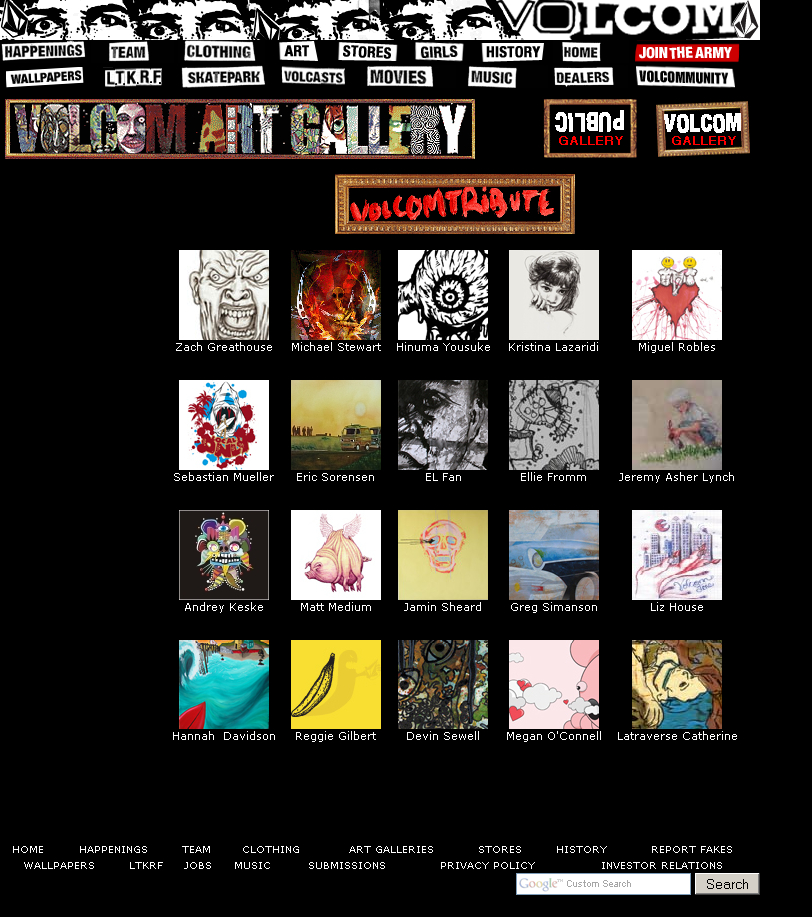 VOLCOM
HAPPENINGS TEAM CLOTHING ART STORES GIRLS HISTORY HOME JOIN THE ARMY
WALLPAPERS L.T.K.R.F SKATEPARK VOLCASTS MOVIES MUSIC DEALERS VOLCOMMUNITY
VOLCOM ART GALLERY
PUBLIC
GALLERY
VOLCOM
GALLERY
VOLCOMTRIBUTE
Zach Greathouse Michael Stewart Hinuma Yousuke Kristina Lazaridi Miguel Robles
Sebastian Mueller Eric Sorensen EL Fan Ellie Fromm Jeremy Asher Lynch
Andrey Keske Matt Medium Jamin Sheard Greg Simanson Liz House
Hannah Davidson Reggie Gilbert Devin Sewell Megan O'Connell Latraverse Catherine
HOME HAPPENINGS TEAM CLOTHING ART GALLERIES STORES HISTORY REPORT FAKES
WALLPAPERS LTKRF JOBS MUSIC SUBMISSIONS PRIVACY POLICY INVESTOR RELATIONS
Google™ Custom Search Search